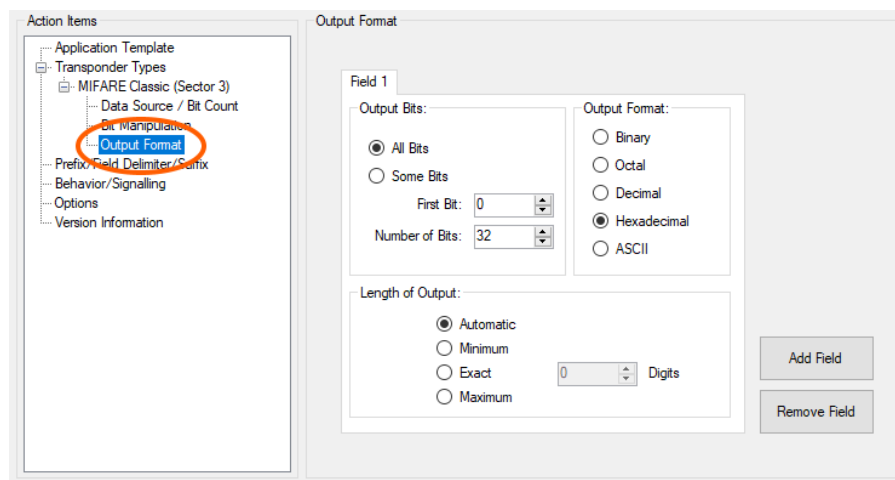 Action Items
Application Template
Transponder Types
MIFARE Classic (Sector 3)
Data Source / Bit Count
Bit Manipulation
Output Format
Prefix/Field Delimiter/Suffix
Behavior/Signalling
Options
Version Information
Output Format
Field 1
Output Bits:
All Bits
Some Bits
First Bit: 0
Number of Bits: 32
Output Format:
Binary
Octal
Decimal
Hexadecimal
ASCII
Length of Output:
Automatic
Minimum
Exact 0 Digits
Maximum
Add Field
Remove Field